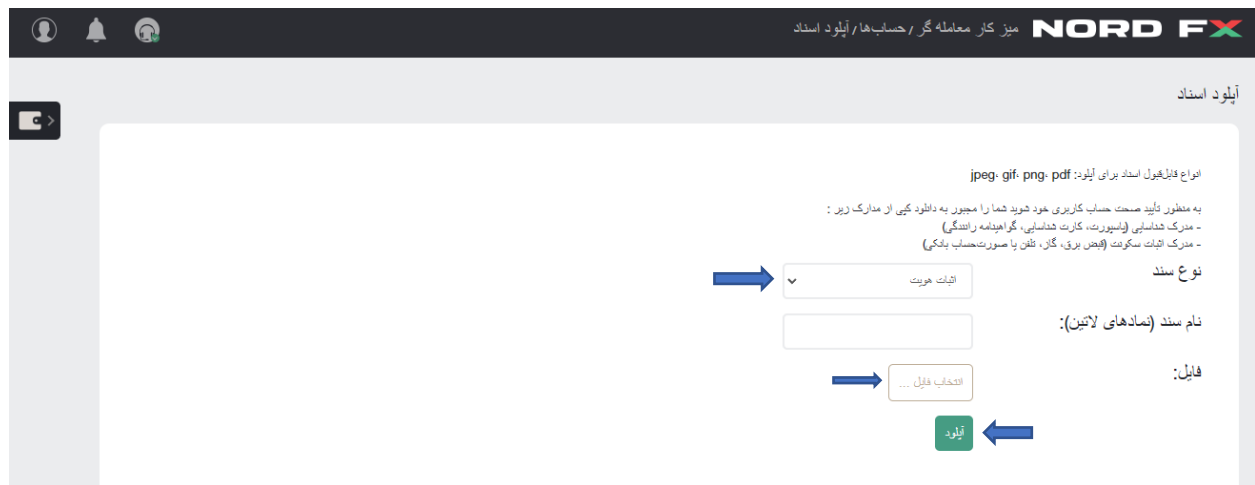 NORD FX میز کار معامله گر / حساب‌ها / آپلود اسناد
آپلود اسناد
انواع قابل‌قبول اسناد برای آپلود: jpeg، gif، png، pdf
به منظور تأیید صحت حساب کاربری خود شوید شما را مجبور به دانلود کپی از مدارک زیر :
- مدرک شناسایی (پاسپورت، کارت شناسایی، گواهینامه رانندگی)
- مدرک اثبات سکونت (قبض برق، گاز، تلفن یا صورت‌حساب بانکی)
نوع سند
اثبات هویت
نام سند (نمادهای لاتین):
فایل:
انتخاب فایل ...
آپلود